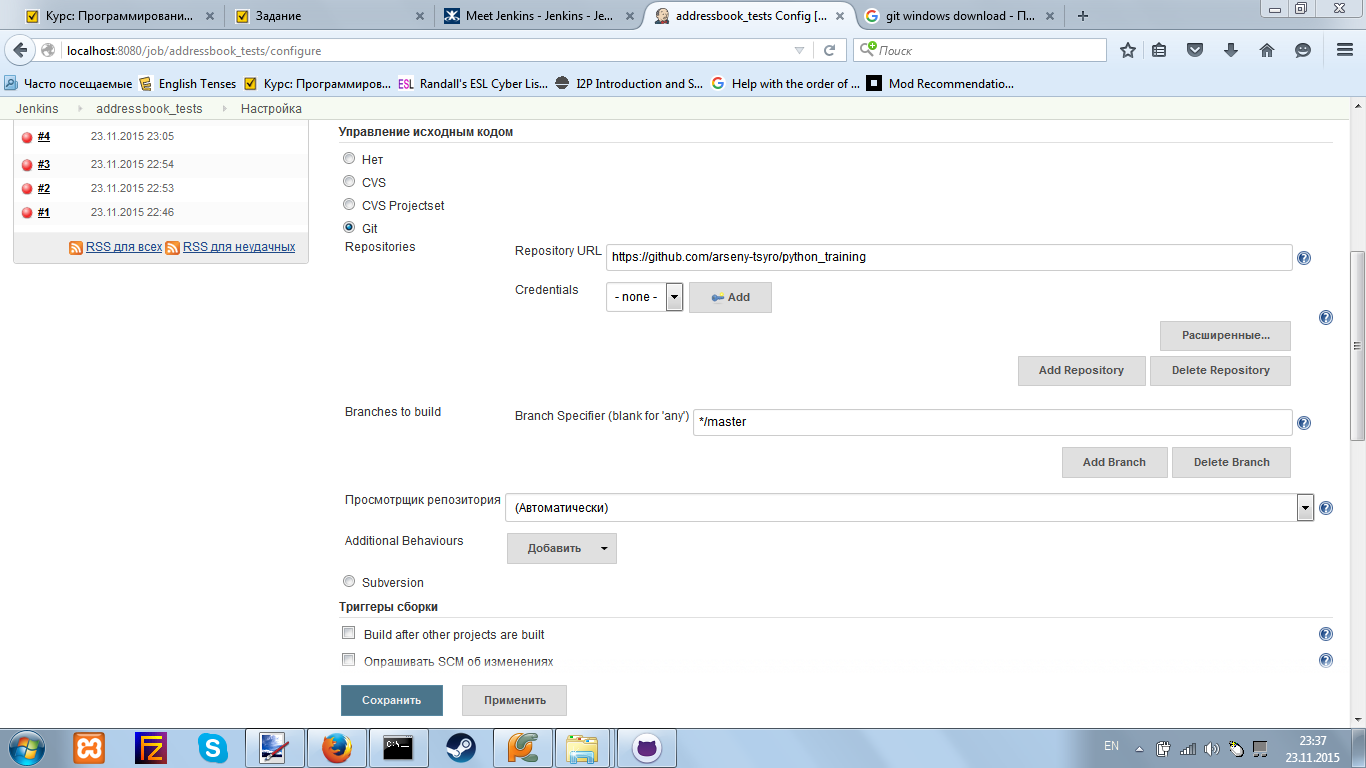 Курс: Программировани...
Задание
Meet Jenkins - Jenkins - Je...
addressbook_tests Config [...
git windows download - П...
localhost:8080/job/addressbook_tests/configure
Поиск
Часто посещаемые
English Tenses
Курс: Программиров...
ESL
Randall's ESL Cyber Lis...
I2P Introduction and S...
Help with the order of ...
Mod Recommendatio...
Jenkins
addressbook_tests
Настройка
#4 23.11.2015 23:05
#3 23.11.2015 22:54
#2 23.11.2015 22:53
#1 23.11.2015 22:46
RSS для всех RSS для неудачных
Управление исходным кодом
Нет
CVS
CVS Projectset
Git
Repositories
Repository URL https://github.com/arseny-tsyro/python_training
Credentials - none - Add
Расширенные...
Add Repository Delete Repository
Branches to build Branch Specifier (blank for 'any') */master
Add Branch Delete Branch
Просмотрщик репозитория (Автоматически)
Additional Behaviours Добавить
Subversion
Триггеры сборки
Build after other projects are built
Опрашивать SCM об изменениях
Сохранить Применить
EN
23:37
23.11.2015